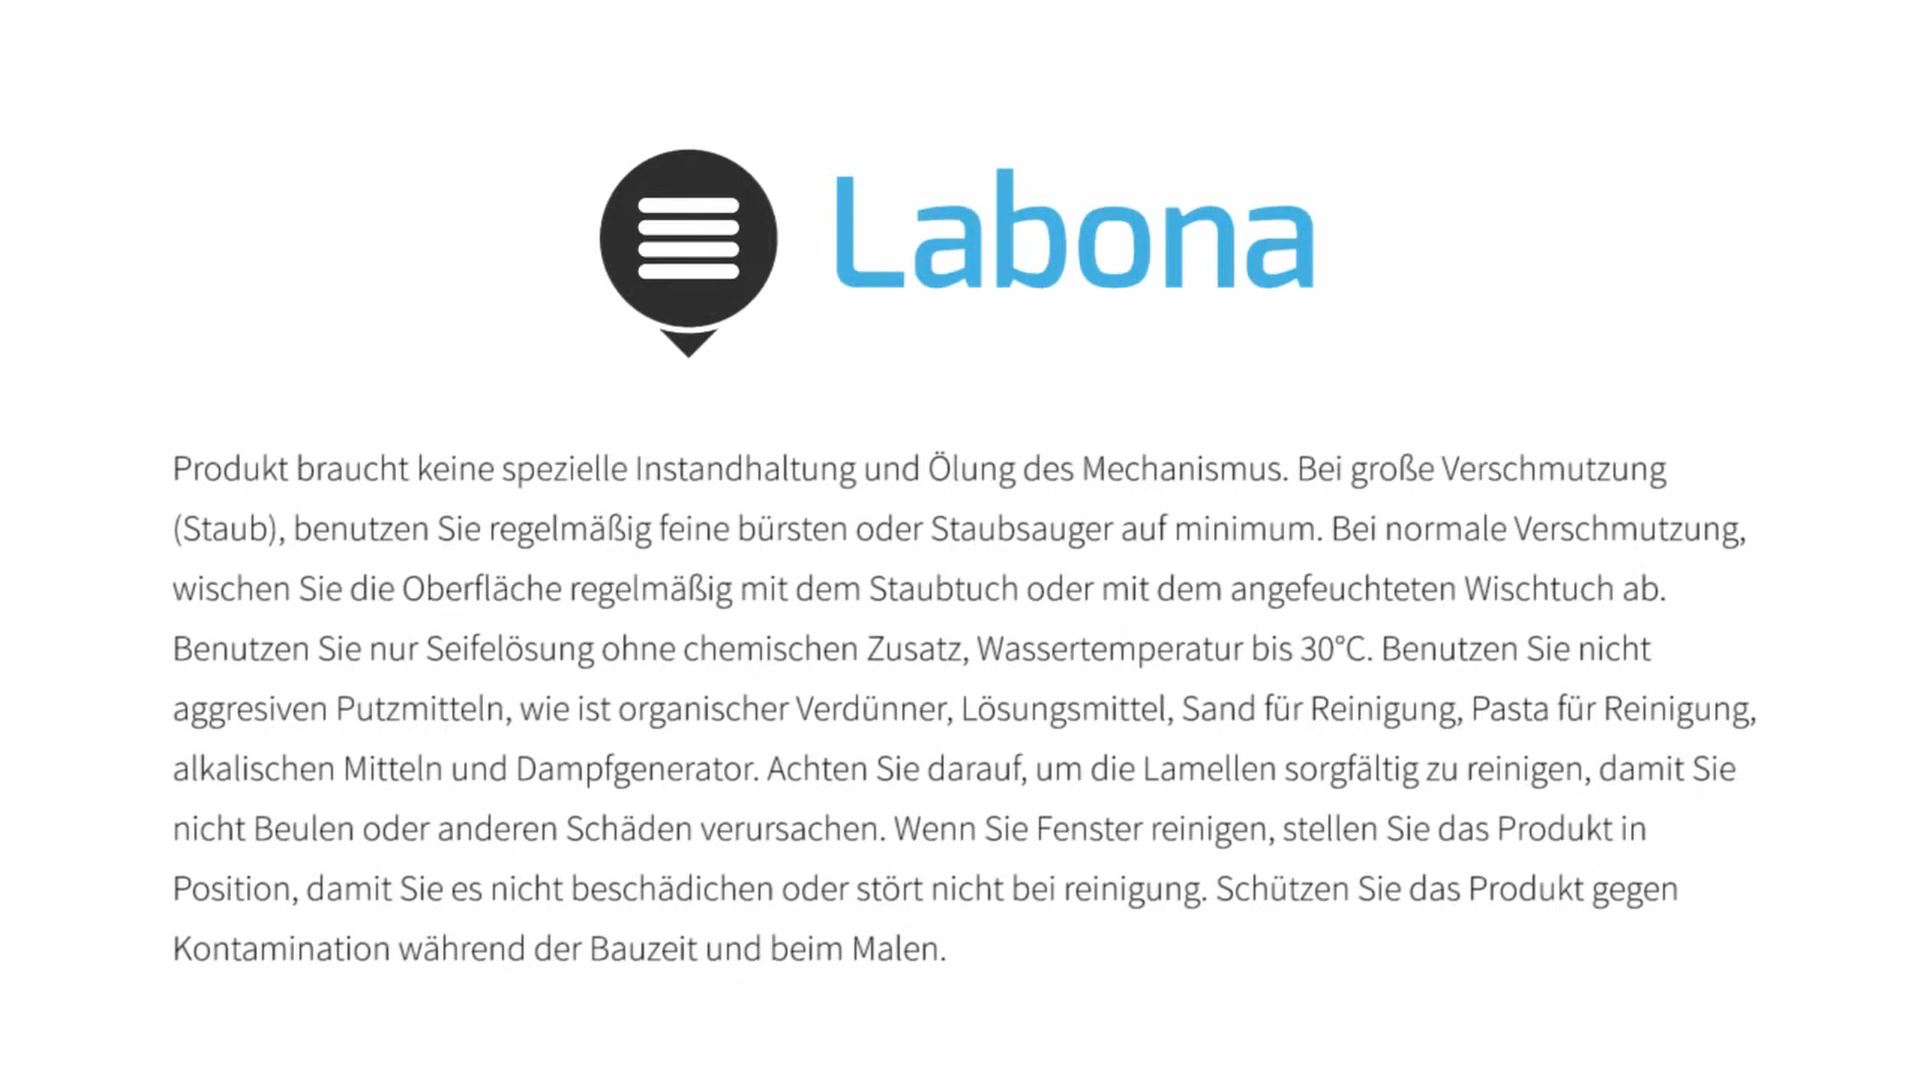 Labona
Produkt braucht keine spezielle Instandhaltung und Ölung des Mechanismus. Bei große Verschmutzung
(Staub), benutzen Sie regelmäßig feine bürsten oder Staubsauger auf minimum. Bei normale Verschmutzung,
wischen Sie die Oberfläche regelmäßig mit dem Staubtuch oder mit dem angefeuchteten Wischtuch ab.
Benutzen Sie nur Seifelösung ohne chemischen Zusatz, Wassertemperatur bis 30°C. Benutzen Sie nicht
aggresiven Putzmitteln, wie ist organischer Verdünner, Lösungsmittel, Sand für Reinigung, Pasta für Reinigung,
alkalischen Mitteln und Dampfgenerator. Achten Sie darauf, um die Lamellen sorgfältig zu reinigen, damit Sie
nicht Beulen oder anderen Schäden verursachen. Wenn Sie Fenster reinigen, stellen Sie das Produkt in
Position, damit Sie es nicht beschädichen oder stört nicht bei reinigung. Schützen Sie das Produkt gegen
Kontamination während der Bauzeit und beim Malen.